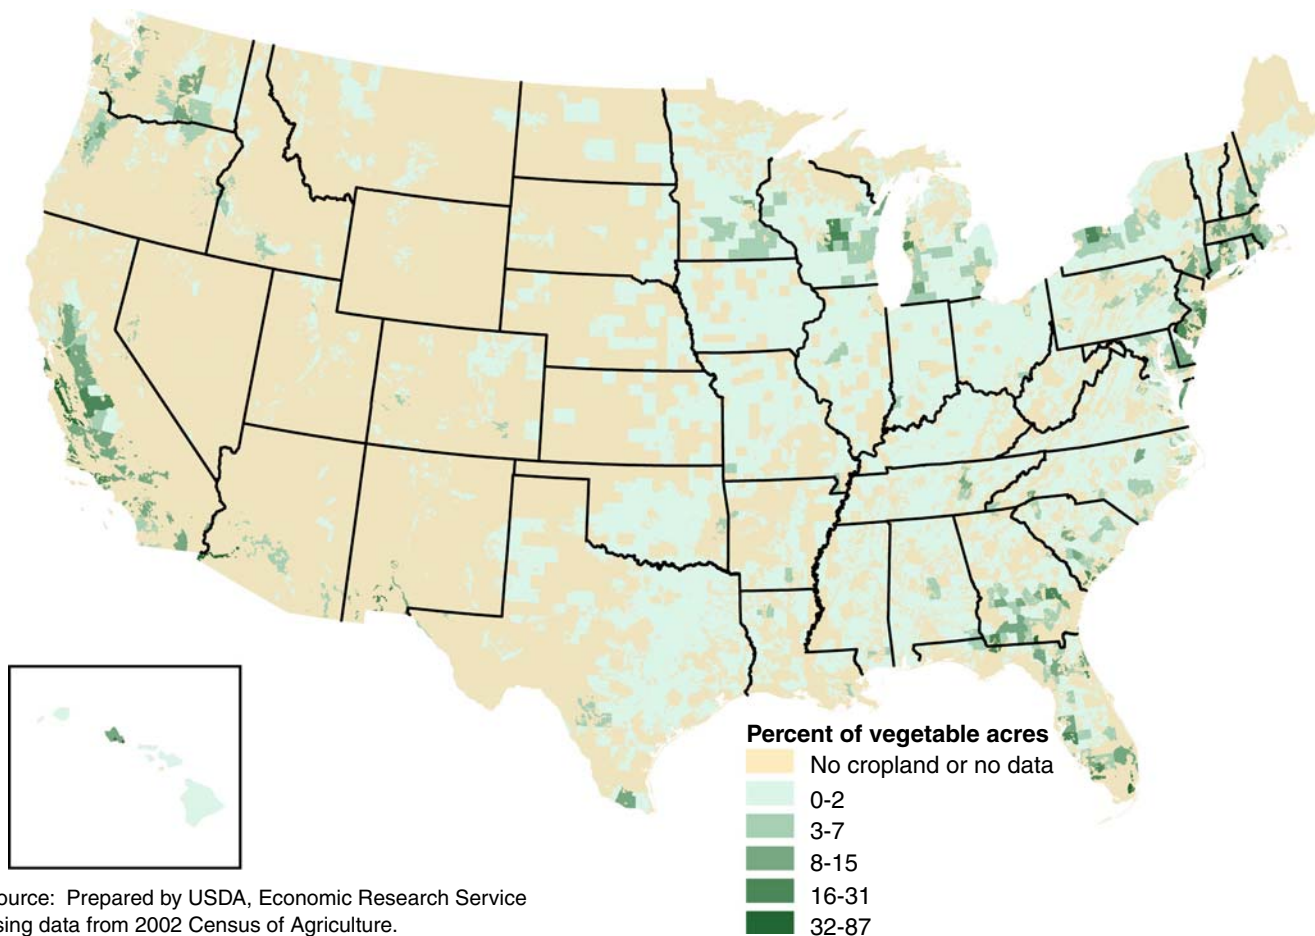 Percent of vegetable acres
No cropland or no data
0-2
3-7
8-15
16-31
32-87
ource: Prepared by USDA, Economic Research Service
sing data from 2002 Census of Agriculture.